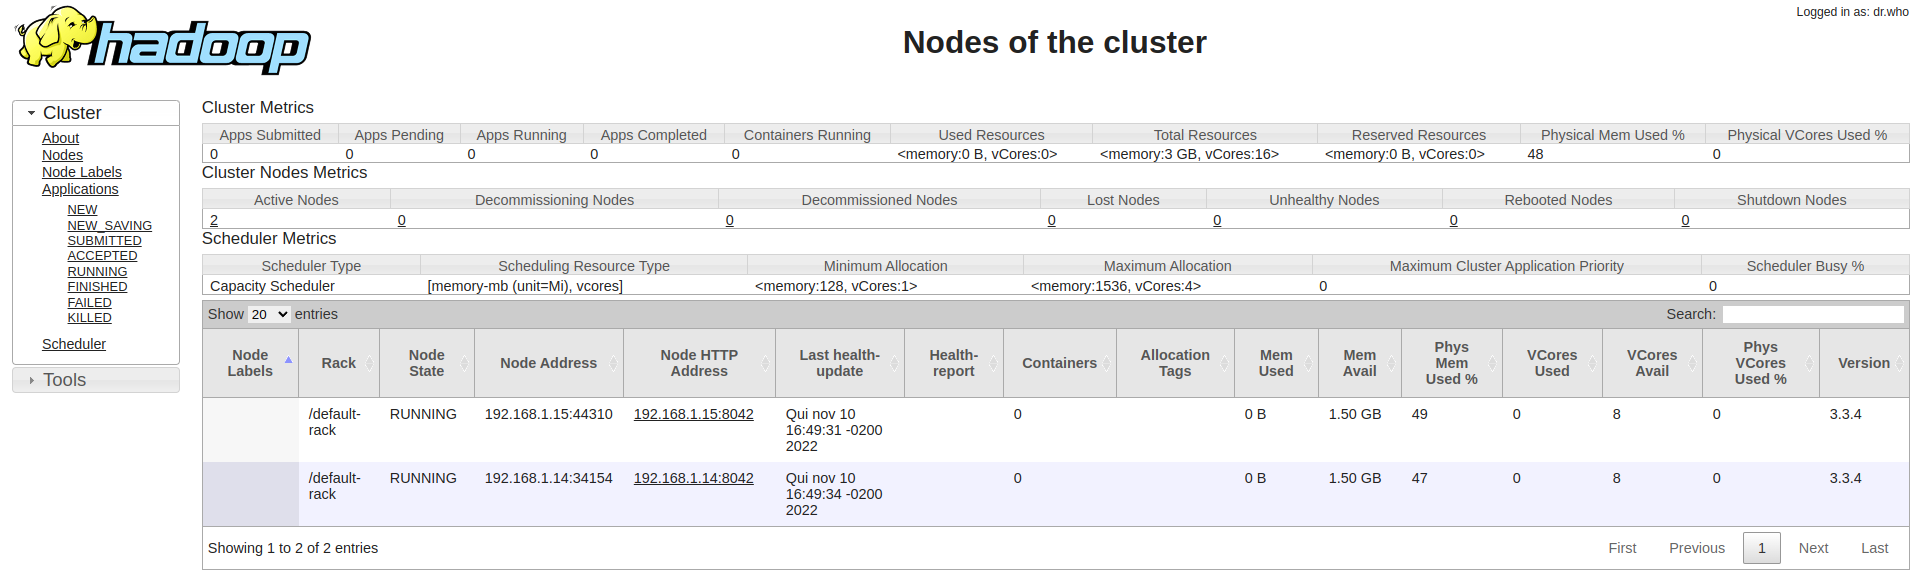 hadoop
Logged in as: dr.who
Nodes of the cluster
Cluster
About
Nodes
Node Labels
Applications
NEW
NEW_SAVING
SUBMITTED
ACCEPTED
RUNNING
FINISHED
FAILED
KILLED
Scheduler
Tools
Cluster Metrics
Apps Submitted Apps Pending Apps Running Apps Completed Containers Running Used Resources Total Resources Reserved Resources Physical Mem Used % Physical VCores Used %
0 0 0 0 0 <memory:0 B, vCores:0> <memory:3 GB, vCores:16> <memory:0 B, vCores:0> 48 0
Cluster Nodes Metrics
Active Nodes Decommissioning Nodes Decommissioned Nodes Lost Nodes Unhealthy Nodes Rebooted Nodes Shutdown Nodes
2 0 0 0 0 0 0
Scheduler Metrics
Scheduler Type Scheduling Resource Type Minimum Allocation Maximum Allocation Maximum Cluster Application Priority Scheduler Busy %
Capacity Scheduler [memory-mb (unit=Mi), vcores] <memory:128, vCores:1> <memory:1536, vCores:4> 0 0
Show 20 entries Search:
Node Labels Rack Node State Node Address Node HTTP Address Last health-update Health-report Containers Allocation Tags Mem Used Mem Avail Phys Mem Used % VCores Used VCores Avail Phys VCores Used % Version
/default-rack RUNNING 192.168.1.15:44310 192.168.1.15:8042 Qui nov 10 16:49:31 -0200 2022 0 0 B 1.50 GB 49 0 8 0 3.3.4
/default-rack RUNNING 192.168.1.14:34154 192.168.1.14:8042 Qui nov 10 16:49:34 -0200 2022 0 0 B 1.50 GB 47 0 8 0 3.3.4
Showing 1 to 2 of 2 entries First Previous 1 Next Last